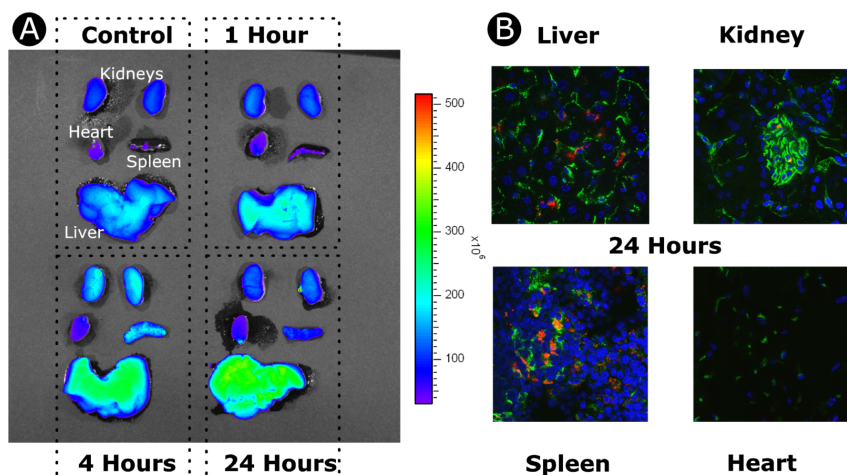 A
Control
1 Hour
Kidneys
Heart
Spleen
Liver
4 Hours
24 Hours
500
400
300
200
100
x10⁶
B
Liver
Kidney
24 Hours
Spleen
Heart